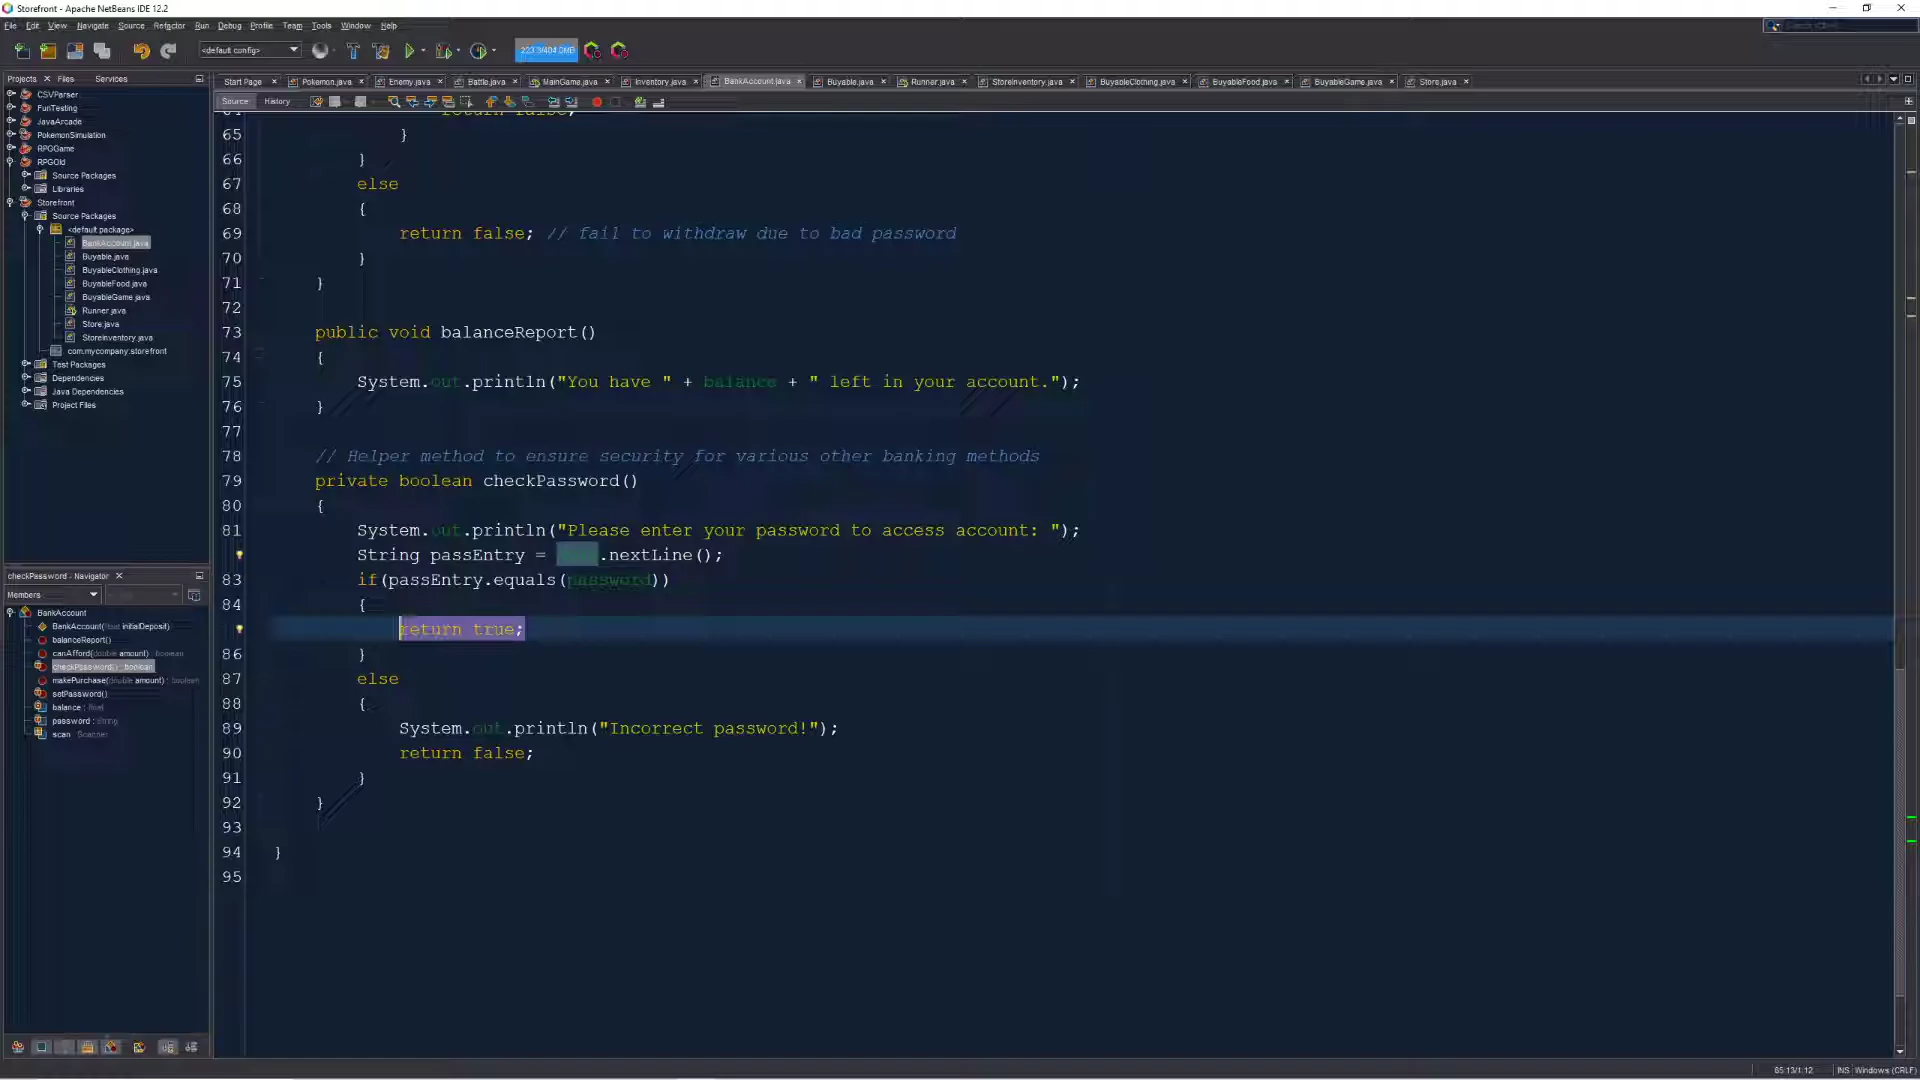 Storefront - Apache NetBeans IDE 12.2
File Edit View Navigate Source Refactor Run Debug Profile Team Tools Window Help
<default config> 223.3/404.0MB
Projects Files Services
Start Page Pokemon.java Enemy.java Battle.java MainGame.java Inventory.java BankAccount.java Buyable.java Runner.java StoreInventory.java BuyableClothing.java BuyableFood.java BuyableGame.java Store.java
Source History
CSVParser
FunTesting
JavaArcade
PokemonSimulation
RPGGame
RPGOld
Source Packages
Libraries
Storefront
Source Packages
<default package>
BankAccount.java
Buyable.java
BuyableClothing.java
BuyableFood.java
BuyableGame.java
Runner.java
Store.java
StoreInventory.java
com.mycompany.storefront
Test Packages
Dependencies
Java Dependencies
Project Files
checkPassword - Navigator
Members
BankAccount
BankAccount(float initialDeposit)
balanceReport()
canAfford(double amount) : boolean
checkPassword() : boolean
makePurchase(double amount) : boolean
setPassword()
balance : float
password : String
scan : Scanner
64 return false;
65 }
66 }
67 else
68 {
69 return false; // fail to withdraw due to bad password
70 }
71 }
72
73 public void balanceReport()
74 {
75 System.out.println("You have " + balance + " left in your account.");
76 }
77
78 // Helper method to ensure security for various other banking methods
79 private boolean checkPassword()
80 {
81 System.out.println("Please enter your password to access account: ");
String passEntry = .nextLine();
83 if(passEntry.equals(password))
84 {
return true;
86 }
87 else
88 {
89 System.out.println("Incorrect password!");
90 return false;
91 }
92 }
93
94 }
95
85:13/1:12 INS Windows (CRLF)